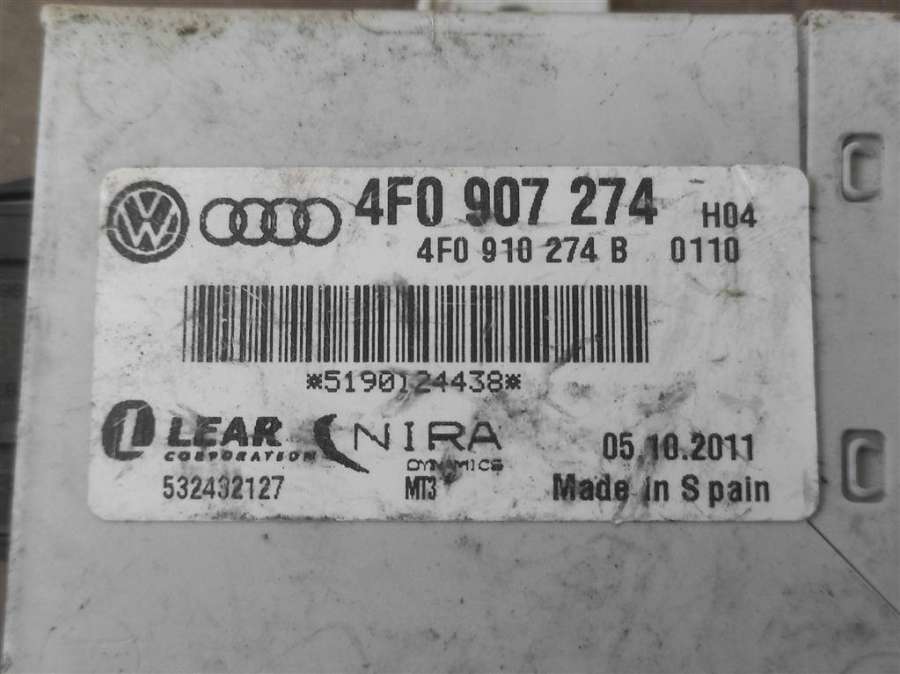 4F0 907 274 H04
4F0 910 274 B 0110
*5190124438*
LEAR NIRA 05.10.2011
CORPORATION DYNAMICS
532432127 MT3 Made in Spain